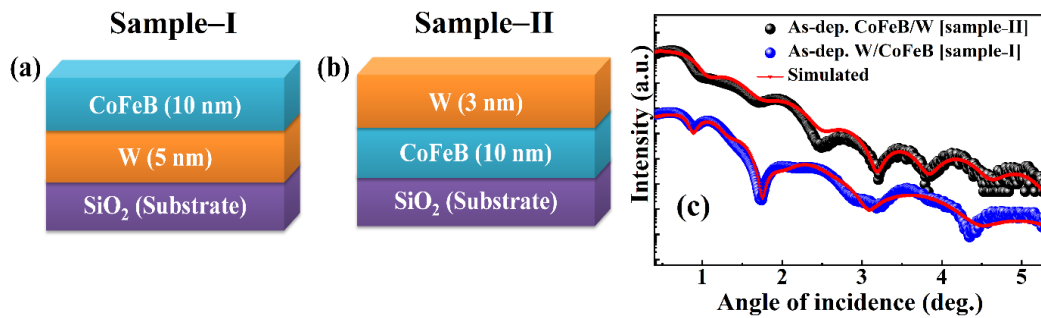 Sample–I
(a)
CoFeB (10 nm)
W (5 nm)
SiO₂ (Substrate)
Sample–II
(b)
W (3 nm)
CoFeB (10 nm)
SiO₂ (Substrate)
As-dep. CoFeB/W [sample-II]
As-dep. W/CoFeB [sample-I]
Simulated
Intensity (a.u.)
(c)
1 2 3 4 5
Angle of incidence (deg.)